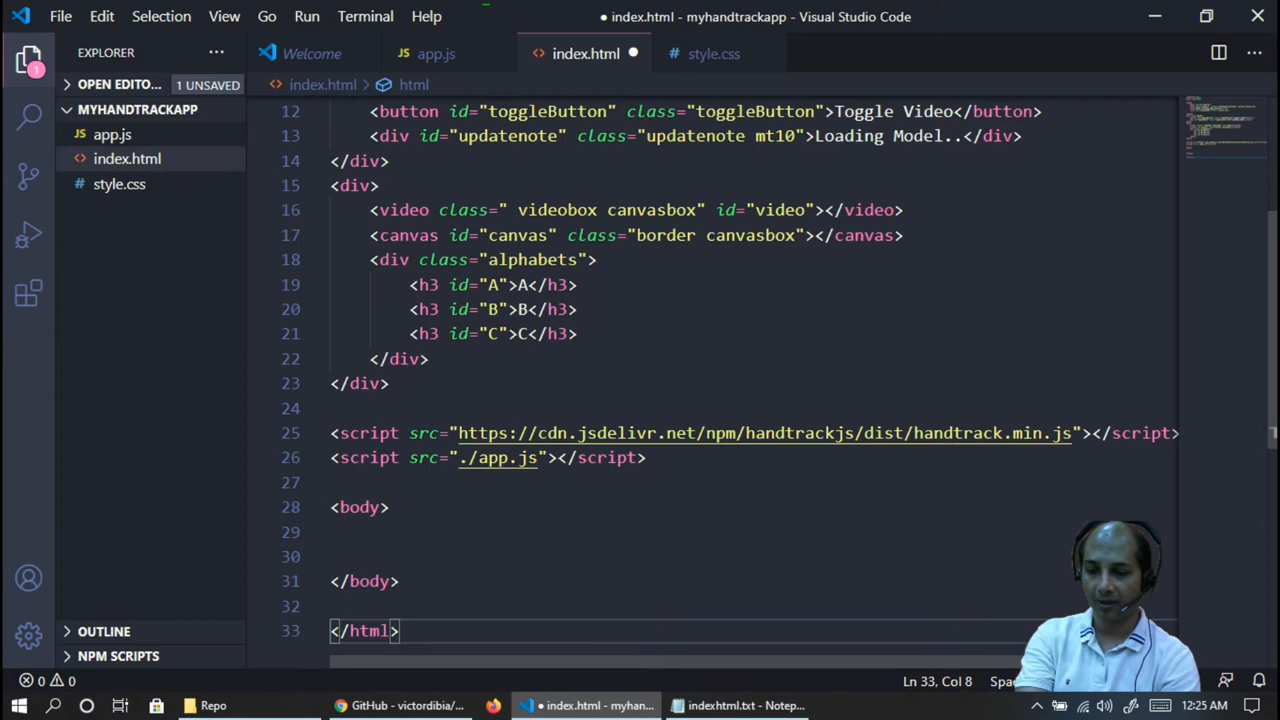 File Edit Selection View Go Run Terminal Help ● index.html - myhandtrackapp - Visual Studio Code
EXPLORER ··· Welcome JS app.js <> index.html ● # style.css ···
OPEN EDITO... 1 UNSAVED <> index.html > html
1
MYHANDTRACKAPP
JS app.js
<> index.html
# style.css
12 <button id="toggleButton" class="toggleButton">Toggle Video</button>
13 <div id="updatenote" class="updatenote mt10">Loading Model..</div>
14 </div>
15 <div>
16 <video class=" videobox canvasbox" id="video"></video>
17 <canvas id="canvas" class="border canvasbox"></canvas>
18 <div class="alphabets">
19 <h3 id="A">A</h3>
20 <h3 id="B">B</h3>
21 <h3 id="C">C</h3>
22 </div>
23 </div>
24
25 <script src="https://cdn.jsdelivr.net/npm/handtrackjs/dist/handtrack.min.js"></script>
26 <script src="./app.js"></script>
27
28 <body>
29
30
31 </body>
32
33 </html>
OUTLINE
NPM SCRIPTS
0 0 Ln 33, Col 8
Repo GitHub - victordibia/... ● index.html - myhan... indexhtml.txt - Notep... 12:25 AM